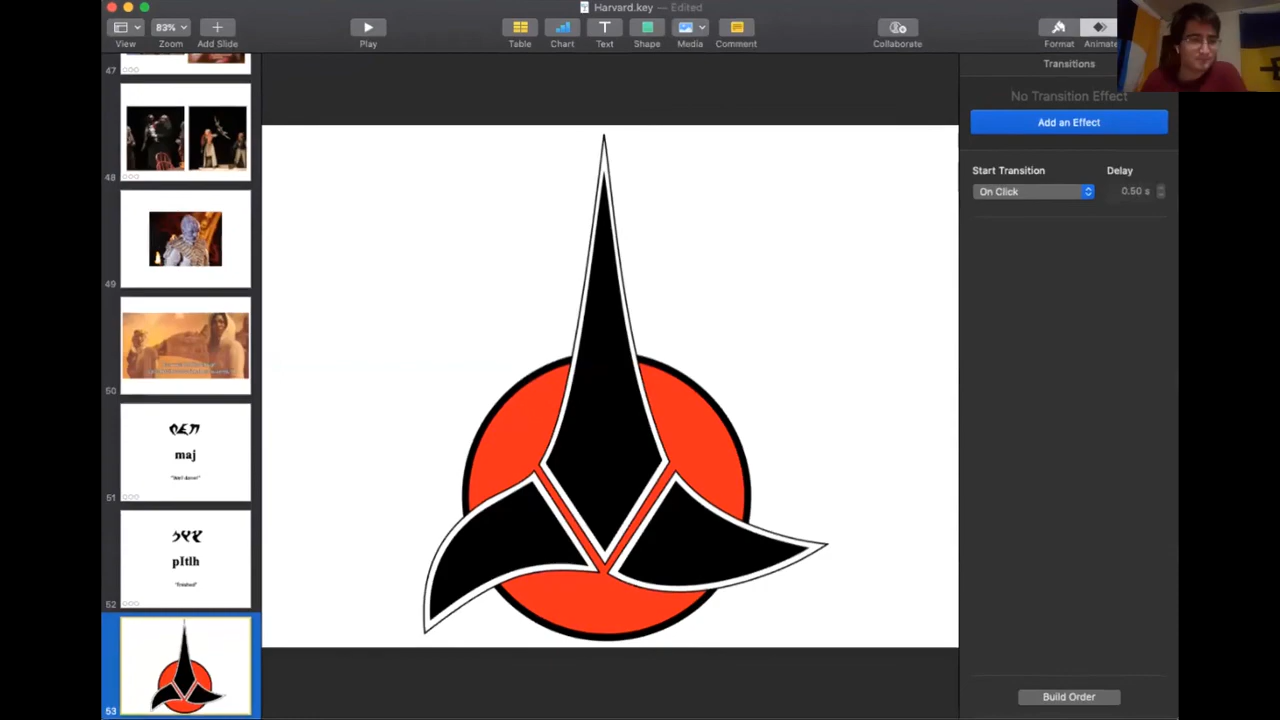 Harvard.key — Edited
View
83%
Zoom
Add Slide
Play
Table
Chart
Text
Shape
Media
Comment
Collaborate
Format
Animate
Transitions
No Transition Effect
Add an Effect
Start Transition
Delay
On Click
0.50 s
Build Order
47
48
49
50
51
maj
52
pItlh
"finished"
53